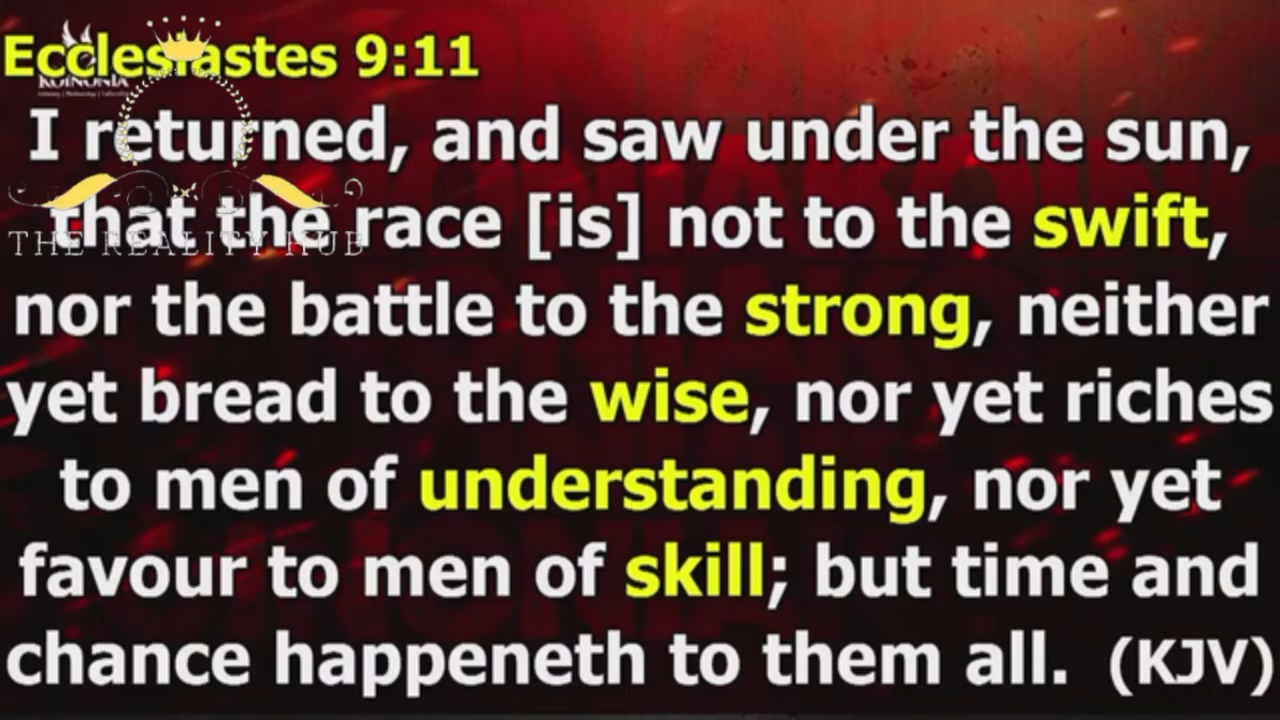 Ecclesiastes 9:11
KOINONIA
I returned, and saw under the sun,
that the race [is] not to the swift,
THE REALITY HUB
nor the battle to the strong, neither
yet bread to the wise, nor yet riches
to men of understanding, nor yet
favour to men of skill; but time and
chance happeneth to them all. (KJV)